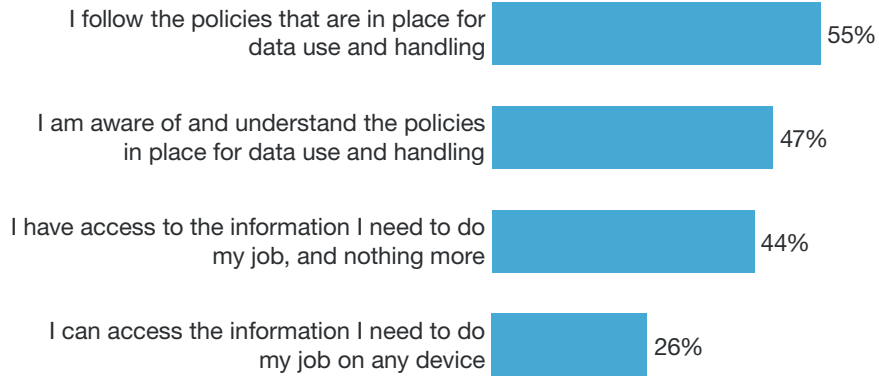 I follow the policies that are in place for
data use and handling
55%
I am aware of and understand the policies
in place for data use and handling
47%
I have access to the information I need to do
my job, and nothing more
44%
I can access the information I need to do
my job on any device
26%